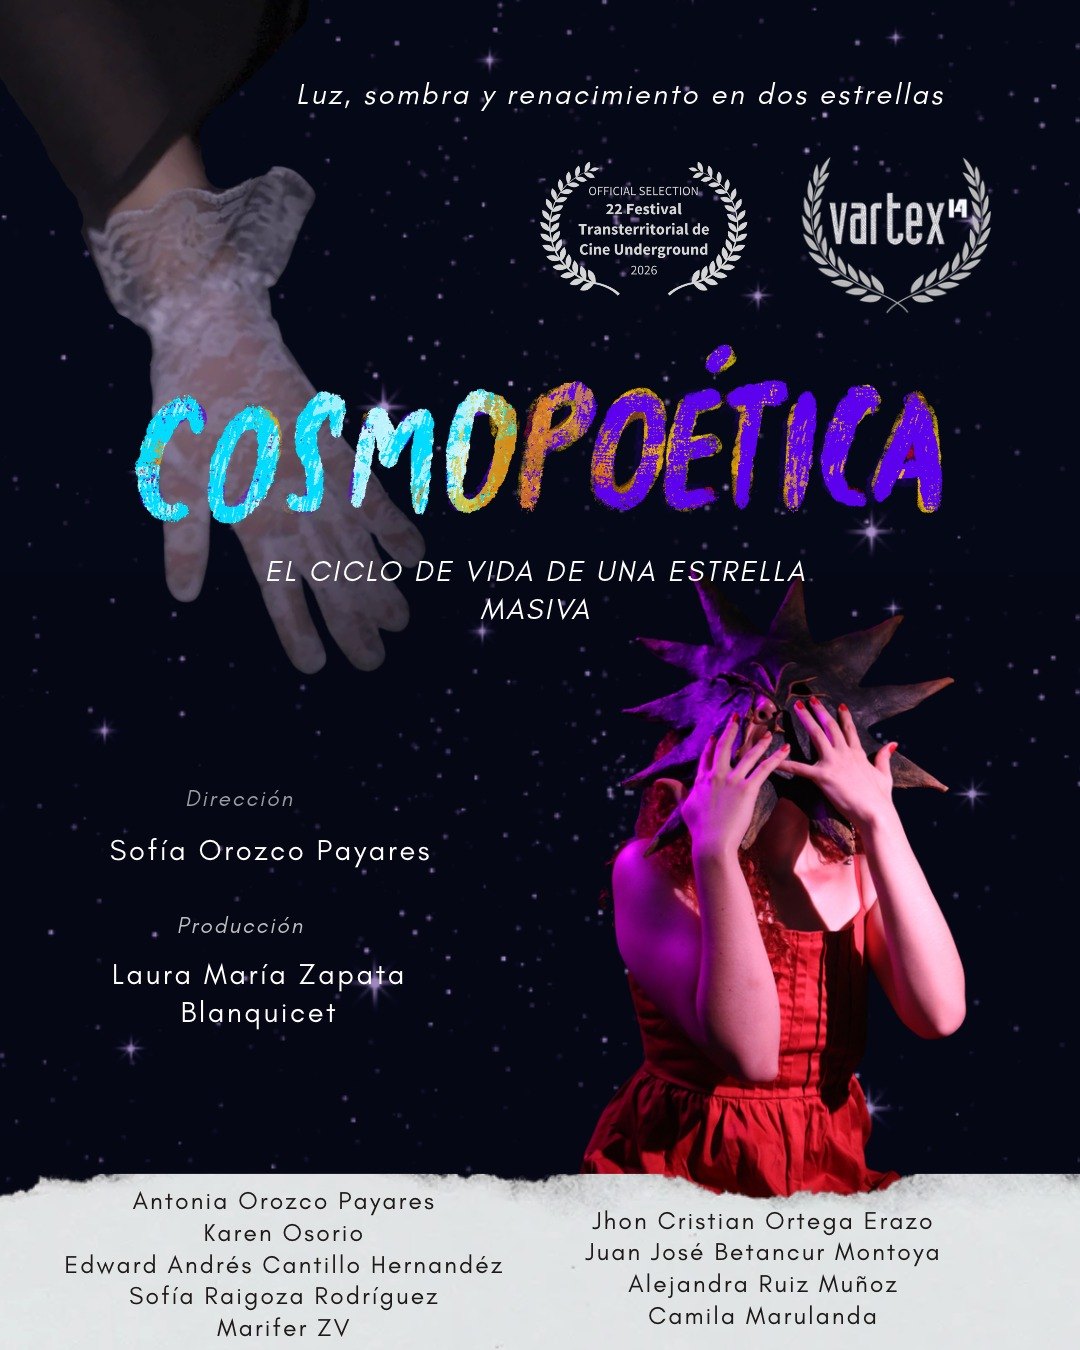 Luz, sombra y renacimiento en dos estrellas
OFFICIAL SELECTION
22 Festival
Transterritorial de
Cine Underground
2026
vartex14
COSMOPOÉTICA
EL CICLO DE VIDA DE UNA ESTRELLA
MASIVA
Dirección
Sofía Orozco Payares
Producción
Laura María Zapata
Blanquicet
Antonia Orozco Payares
Karen Osorio
Edward Andrés Cantillo Hernandéz
Sofía Raigoza Rodríguez
Marifer ZV
Jhon Cristian Ortega Erazo
Juan José Betancur Montoya
Alejandra Ruiz Muñoz
Camila Marulanda